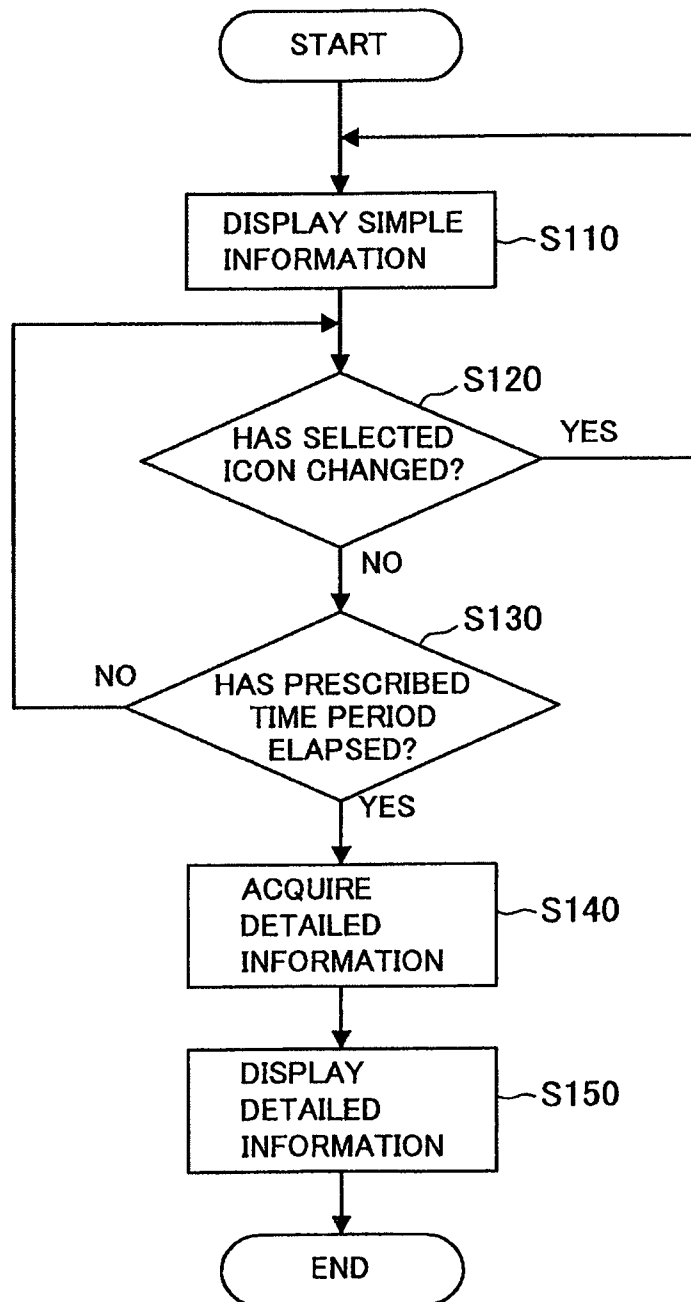 START
DISPLAY SIMPLE
INFORMATION
S110
S120
HAS SELECTED
ICON CHANGED?
YES
NO
S130
NO
HAS PRESCRIBED
TIME PERIOD
ELAPSED?
YES
ACQUIRE
DETAILED
INFORMATION
S140
DISPLAY
DETAILED
INFORMATION
S150
END